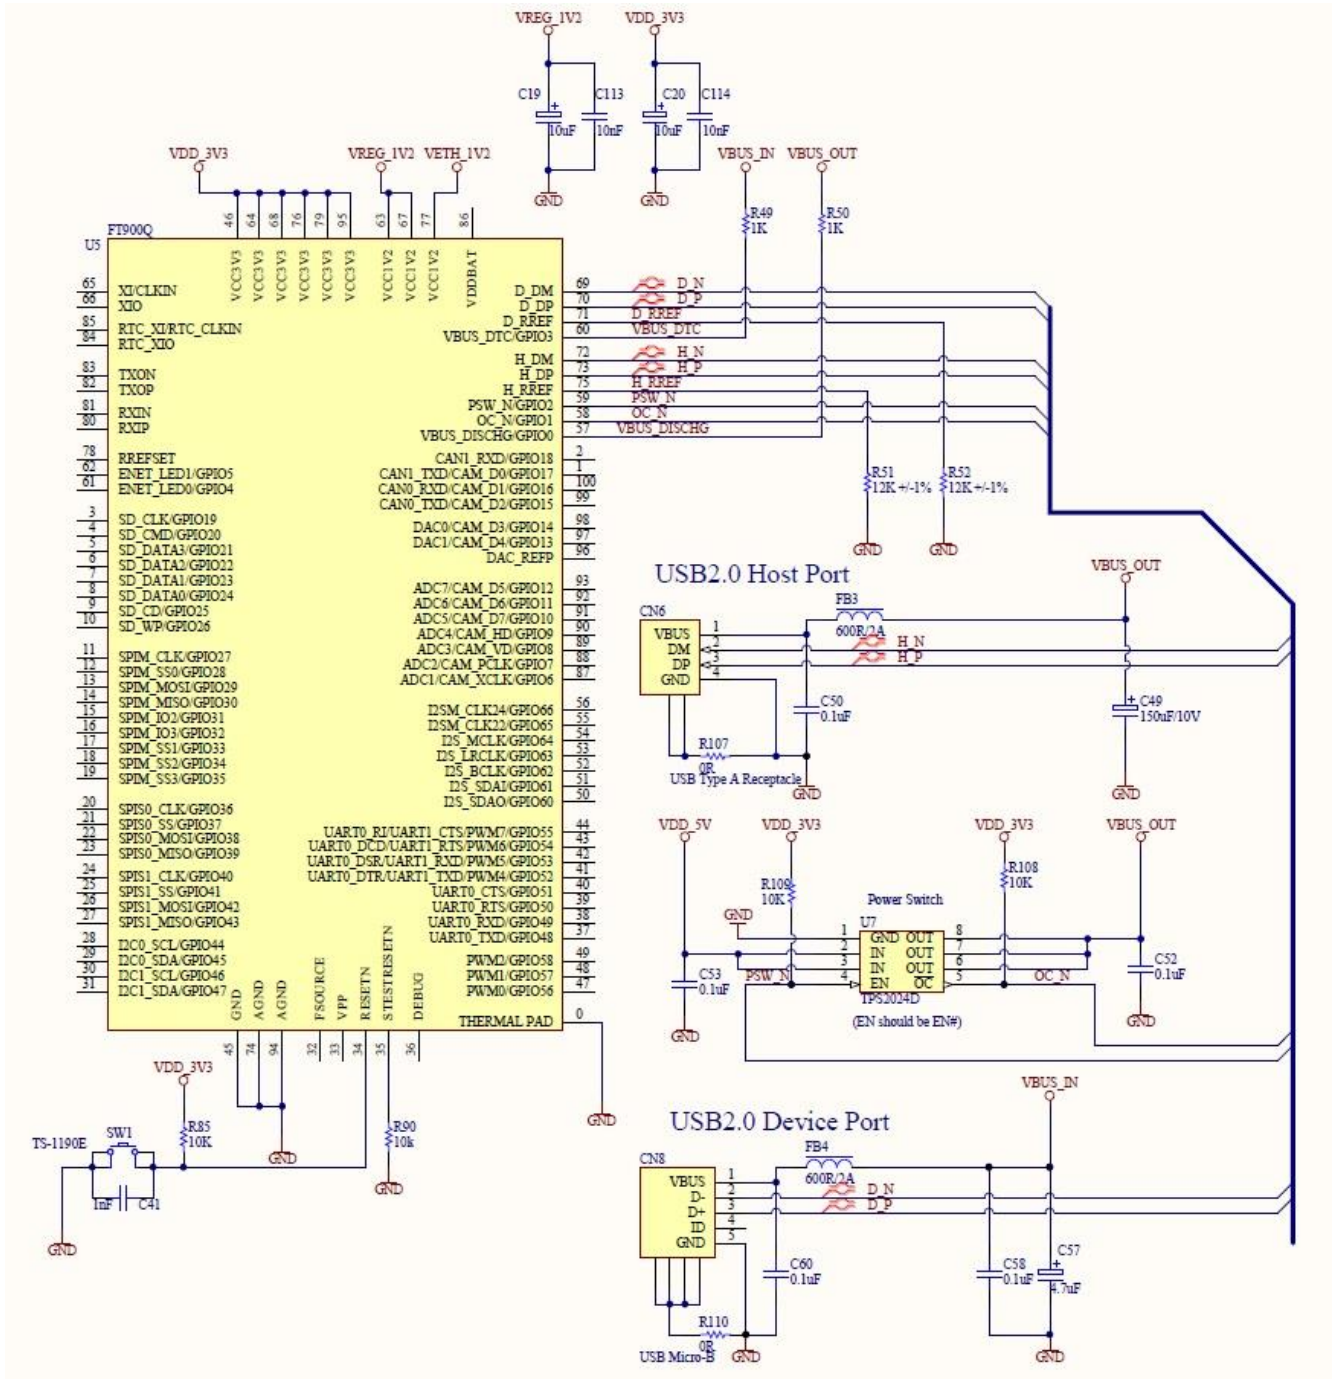 VREG_1V2
VDD_3V3
C19
10uF
C113
10nF
C20
10uF
C114
10nF
GND
GND
VDD_3V3
VREG_1V2
VETH_1V2
VBUS_IN
VBUS_OUT
R49
1K
R50
1K
FT900Q
U5
46 64 68 76 79 95 63 67 77 86
VCC3V3 VCC3V3 VCC3V3 VCC3V3 VCC3V3 VCC3V3 VCC1V2 VCC1V2 VCC1V2 VDDBAT
65 XI/CLKIN
66 XIO
85 RTC_XI/RTC_CLKIN
84 RTC_XIO
83 TXON
82 TXOP
81 RXIN
80 RXIP
78 RREFSET
62 ENET_LED1/GPIO5
61 ENET_LED0/GPIO4
3 SD_CLK/GPIO19
4 SD_CMD/GPIO20
5 SD_DATA3/GPIO21
6 SD_DATA2/GPIO22
7 SD_DATA1/GPIO23
8 SD_DATA0/GPIO24
9 SD_CD/GPIO25
10 SD_WP/GPIO26
11 SPIM_CLK/GPIO27
12 SPIM_SS0/GPIO28
13 SPIM_MOSI/GPIO29
14 SPIM_MISO/GPIO30
15 SPIM_IO2/GPIO31
16 SPIM_IO3/GPIO32
17 SPIM_SS1/GPIO33
18 SPIM_SS2/GPIO34
19 SPIM_SS3/GPIO35
20 SPIS0_CLK/GPIO36
21 SPIS0_SS/GPIO37
22 SPIS0_MOSI/GPIO38
23 SPIS0_MISO/GPIO39
24 SPIS1_CLK/GPIO40
25 SPIS1_SS/GPIO41
26 SPIS1_MOSI/GPIO42
27 SPIS1_MISO/GPIO43
28 I2C0_SCL/GPIO44
29 I2C0_SDA/GPIO45
30 I2C1_SCL/GPIO46
31 I2C1_SDA/GPIO47
D_DM 69 D_N
D_DP 70 D_P
D_RREF 71 D_RREF
VBUS_DTC/GPIO3 60 VBUS_DTC
H_DM 72 H_N
H_DP 73 H_P
H_RREF 75 H_RREF
PSW_N/GPIO2 59 PSW_N
OC_N/GPIO1 58 OC_N
VBUS_DISCHG/GPIO0 57 VBUS_DISCHG
CAN1_RXD/GPIO18 2
CAN1_TXD/CAM_D0/GPIO17 1
CAN0_RXD/CAM_D1/GPIO16 100
CAN0_TXD/CAM_D2/GPIO15 99
DAC0/CAM_D3/GPIO14 98
DAC1/CAM_D4/GPIO13 97
DAC_REFP 96
ADC7/CAM_D5/GPIO12 93
ADC6/CAM_D6/GPIO11 92
ADC5/CAM_D7/GPIO10 91
ADC4/CAM_HD/GPIO9 90
ADC3/CAM_VD/GPIO8 89
ADC2/CAM_PCLK/GPIO7 88
ADC1/CAM_XCLK/GPIO6 87
I2SM_CLK24/GPIO66 56
I2SM_CLK22/GPIO65 55
I2S_MCLK/GPIO64 54
I2S_LRCLK/GPIO63 53
I2S_BCLK/GPIO62 52
I2S_SDAI/GPIO61 51
I2S_SDAO/GPIO60 50
UART0_RI/UART1_CTS/PWM7/GPIO55 44
UART0_DCD/UART1_RTS/PWM6/GPIO54 43
UART0_DSR/UART1_RXD/PWM5/GPIO53 42
UART0_DTR/UART1_TXD/PWM4/GPIO52 41
UART0_CTS/GPIO51 40
UART0_RTS/GPIO50 39
UART0_RXD/GPIO49 38
UART0_TXD/GPIO48 37
PWM2/GPIO58 49
PWM1/GPIO57 48
PWM0/GPIO56 47
THERMAL PAD 0
GND AGND AGND FSOURCE VPP RESETN STESTRESETN DEBUG
45 74 94 32 33 34 35 36
R51
12K +/-1%
R52
12K +/-1%
GND
GND
USB2.0 Host Port
VBUS_OUT
CN6
FB3
600R/2A
VBUS 1
DM 2 H_N
DP 3 H_P
GND 4
C50
0.1uF
C49
150uF/10V
R107
0R
USB Type A Receptacle
GND
GND
VDD_5V
VDD_3V3
VDD_3V3
VBUS_OUT
R109
10K
R108
10K
Power Switch
GND
U7
1 GND OUT 8
2 IN OUT 7
3 IN OUT 6
PSW_N 4 EN OC 5 OC_N
C53
0.1uF
C52
0.1uF
TPS2024D
(EN should be EN#)
GND
GND
VDD_3V3
R85
10K
TS-1190E
SW1
1nF
C41
GND
GND
R90
10k
GND
GND
VBUS_IN
USB2.0 Device Port
CN8
FB4
600R/2A
VBUS 1
D- 2 D_N
D+ 3 D_P
ID 4
GND 5
C60
0.1uF
C58
0.1uF
C57
4.7uF
R110
0R
USB Micro-B
GND
GND